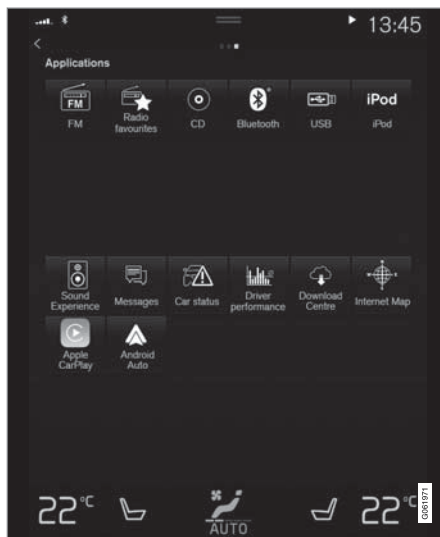 13:45
Applications
FM
FM
Radio
favourites
CD
Bluetooth
USB
iPod
iPod
Sound
Experience
Messages
Car status
Driver
performance
Download
Centre
Internet Map
Apple
CarPlay
Android
Auto
22°C
AUTO
22°C
G061971